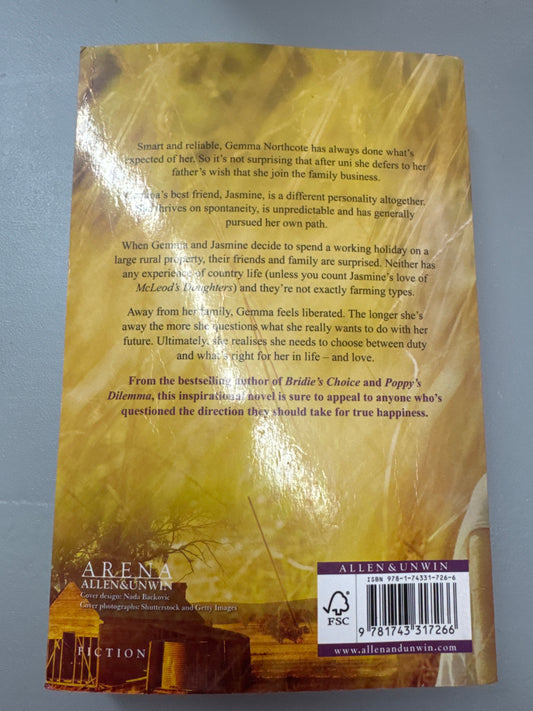 Smart and reliable, Gemma Northcote has always done what's
expected of her. So it's not surprising that after uni she defers to her
father's wish that she join the family business.
best friend, Jasmine, is a different personality altogether.
thrives on spontaneity, is unpredictable and has generally
pursued her own path.
When Gemma and Jasmine decide to spend a working holiday on a
large rural property, their friends and family are surprised. Neither has
any experience of country life (unless you count Jasmine's love of
McLeod's Daughters) and they're not exactly farming types.
Away from her family, Gemma feels liberated. The longer she's
away the more she questions what she really wants to do with her
future. Ultimately, she realises she needs to choose between duty
and what's right for her in life – and love.
From the bestselling author of Bridie's Choice and Poppy's
Dilemma, this inspirational novel is sure to appeal to anyone who's
questioned the direction they should take for true happiness.
ARENA
ALLEN&UNWIN
Cover design: Nada Backovic
Cover photographs: Shutterstock and Getty Images
FICTION
ALLEN & UNWIN
ISBN 978-1-74331-726-6
FSC
9 781743 317266
www.allenandunwin.com